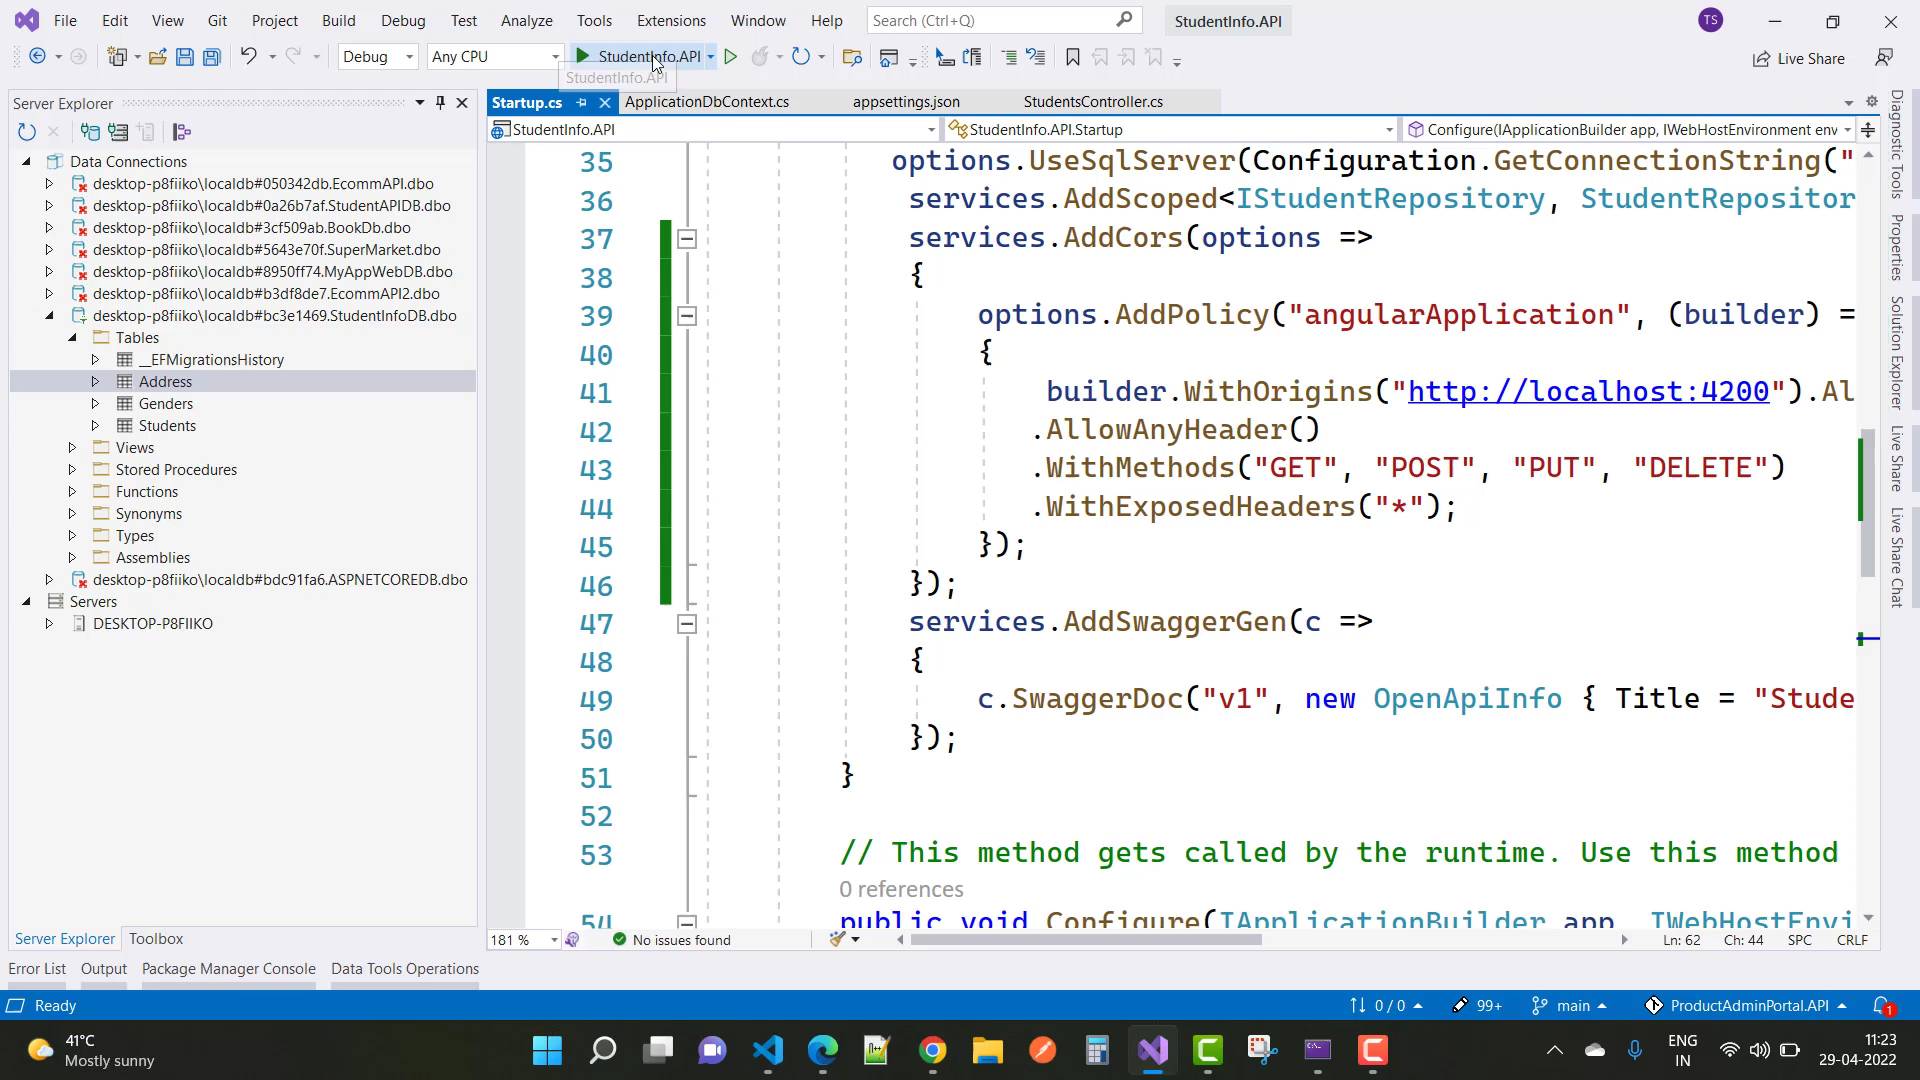 File Edit View Git Project Build Debug Test Analyze Tools Extensions Window Help Search (Ctrl+Q) StudentInfo.API TS
Debug Any CPU StudentInfo.API Live Share
StudentInfo.API
Server Explorer
Data Connections
desktop-p8fiiko\localdb#050342db.EcommAPI.dbo
desktop-p8fiiko\localdb#0a26b7af.StudentAPIDB.dbo
desktop-p8fiiko\localdb#3cf509ab.BookDb.dbo
desktop-p8fiiko\localdb#5643e70f.SuperMarket.dbo
desktop-p8fiiko\localdb#8950ff74.MyAppWebDB.dbo
desktop-p8fiiko\localdb#b3df8de7.EcommAPI2.dbo
desktop-p8fiiko\localdb#bc3e1469.StudentInfoDB.dbo
Tables
__EFMigrationsHistory
Address
Genders
Students
Views
Stored Procedures
Functions
Synonyms
Types
Assemblies
desktop-p8fiiko\localdb#bdc91fa6.ASPNETCOREDB.dbo
Servers
DESKTOP-P8FIIKO
Server Explorer Toolbox
Startup.cs ApplicationDbContext.cs appsettings.json StudentsController.cs
StudentInfo.API StudentInfo.API.Startup Configure(IApplicationBuilder app, IWebHostEnvironment env
35 options.UseSqlServer(Configuration.GetConnectionString("
36 services.AddScoped<IStudentRepository, StudentRepositor
37 services.AddCors(options =>
38 {
39 options.AddPolicy("angularApplication", (builder) =
40 {
41 builder.WithOrigins("http://localhost:4200").Al
42 .AllowAnyHeader()
43 .WithMethods("GET", "POST", "PUT", "DELETE")
44 .WithExposedHeaders("*");
45 });
46 });
47 services.AddSwaggerGen(c =>
48 {
49 c.SwaggerDoc("v1", new OpenApiInfo { Title = "Stude
50 });
51 }
52
53 // This method gets called by the runtime. Use this method
0 references
54 public void Configure(IApplicationBuilder app, IWebHostEnvi
181 % No issues found Ln: 62 Ch: 44 SPC CRLF
Diagnostic Tools
Properties
Solution Explorer
Live Share
Live Share Chat
Error List Output Package Manager Console Data Tools Operations
Ready 0 / 0 99+ main ProductAdminPortal.API 1
41°C
Mostly sunny
ENG
IN
11:23
29-04-2022